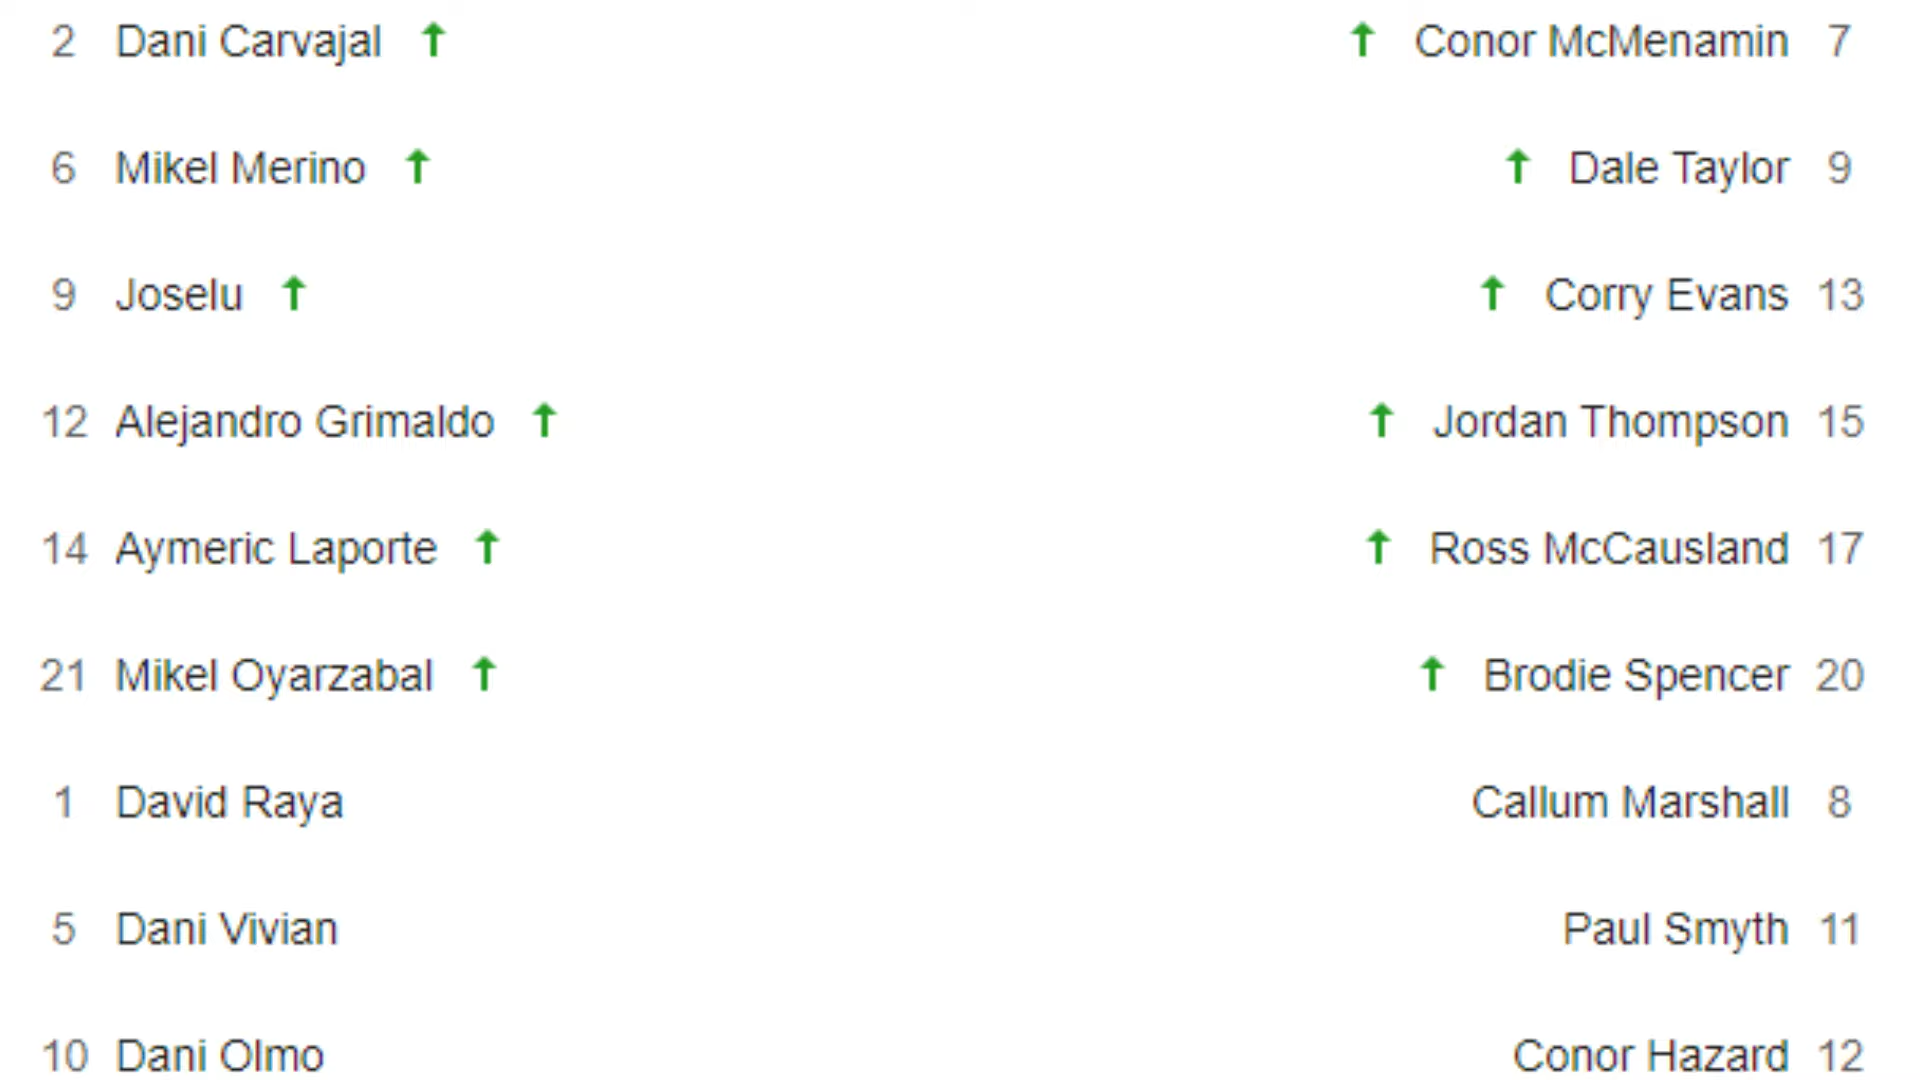 2 Dani Carvajal ↑ ↑ Conor McMenamin 7
6 Mikel Merino ↑ ↑ Dale Taylor 9
9 Joselu ↑ ↑ Corry Evans 13
12 Alejandro Grimaldo ↑ ↑ Jordan Thompson 15
14 Aymeric Laporte ↑ ↑ Ross McCausland 17
21 Mikel Oyarzabal ↑ ↑ Brodie Spencer 20
1 David Raya Callum Marshall 8
5 Dani Vivian Paul Smyth 11
10 Dani Olmo Conor Hazard 12